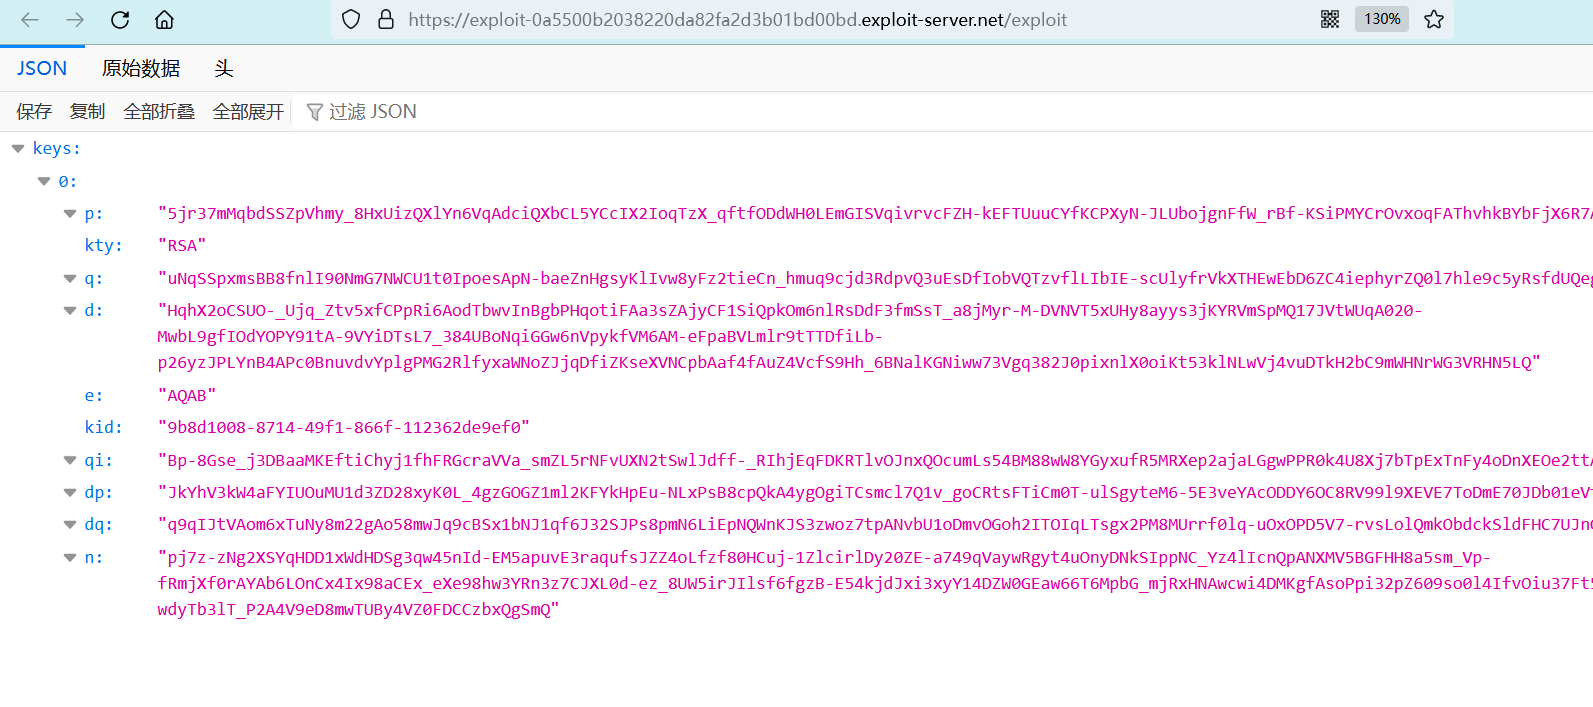 https://exploit-0a5500b2038220da82fa2d3b01bd00bd.exploit-server.net/exploit 130%
JSON 原始数据 头
保存 复制 全部折叠 全部展开 过滤 JSON
keys:
0:
p: "5jr37mMqbdSSZpVhmy_8HxUizQXlYn6VqAdciQXbCL5YCcIX2IoqTzX_qftfODdWH0LEmGISVqivrvcFZH-kEFTUuuCYfKCPXyN-JLUbojgnFfW_rBf-KSiPMYCrOvxoqFAThvhkBYbFjX6R7A
kty: "RSA"
q: "uNqSSpxmsBB8fnlI90NmG7NWCU1t0IpoesApN-baeZnHgsyKlIvw8yFz2tieCn_hmuq9cjd3RdpvQ3uEsDfIobVQTzvflLIbIE-scUlyfrVkXTHEwEbD6ZC4iephyrZQ0l7hle9c5yRsfdUQeg
d: "HqhX2oCSUO-_Ujq_Ztv5xfCPpRi6AodTbwvInBgbPHqotiFAa3sZAjyCF1SiQpkOm6nlRsDdF3fmSsT_a8jMyr-M-DVNVT5xUHy8ayys3jKYRVmSpMQ17JVtWUqA020-
MwbL9gfIOdYOPY91tA-9VYiDTsL7_384UBoNqiGGw6nVpykfVM6AM-eFpaBVLmlr9tTTDfiLb-
p26yzJPLYnB4APc0BnuvdvYplgPMG2RlfyxaWNoZJjqDfiZKseXVNCpbAaf4fAuZ4VcfS9Hh_6BNalKGNiww73Vgq382J0pixnlX0oiKt53klNLwVj4vuDTkH2bC9mWHNrWG3VRHN5LQ"
e: "AQAB"
kid: "9b8d1008-8714-49f1-866f-112362de9ef0"
qi: "Bp-8Gse_j3DBaaMKEftiChyj1fhFRGcraVVa_smZL5rNFvUXN2tSwlJdff-_RIhjEqFDKRTlvOJnxQOcumLs54BM88wW8YGyxufR5MRXep2ajaLGgwPPR0k4U8Xj7bTpExTnFy4oDnXEOe2ttA
dp: "JkYhV3kW4aFYIUOuMU1d3ZD28xyK0L_4gzGOGZ1ml2KFYkHpEu-NLxPsB8cpQkA4ygOgiTCsmcl7Q1v_goCRtsFTiCm0T-ulSgyteM6-5E3veYAcODDY6OC8RV99l9XEVE7ToDmE70JDb01eV
dq: "q9qIJtVAom6xTuNy8m22gAo58mwJq9cBSx1bNJ1qf6J32SJPs8pmN6LiEpNQWnKJS3zwoz7tpANvbU1oDmvOGoh2ITOIqLTsgx2PM8MUrrf0lq-uOxOPD5V7-rvsLolQmkObdckSldFHC7UJn
n: "pj7z-zNg2XSYqHDD1xWdHDSg3qw45nId-EM5apuvE3raqufsJZZ4oLfzf80HCuj-1ZlcirlDy20ZE-a749qVaywRgyt4uOnyDNkSIppNC_Yz4lIcnQpANXMV5BGFHH8a5sm_Vp-
fRmjXf0rAYAb6LOnCx4Ix98aCEx_eXe98hw3YRn3z7CJXL0d-ez_8UW5irJIlsf6fgzB-E54kjdJxi3xyY14DZW0GEaw66T6MpbG_mjRxHNAwcwi4DMKgfAsoPpi32pZ609so0l4IfvOiu37Ft
wdyTb3lT_P2A4V9eD8mwTUBy4VZ0FDCCzbxQgSmQ"